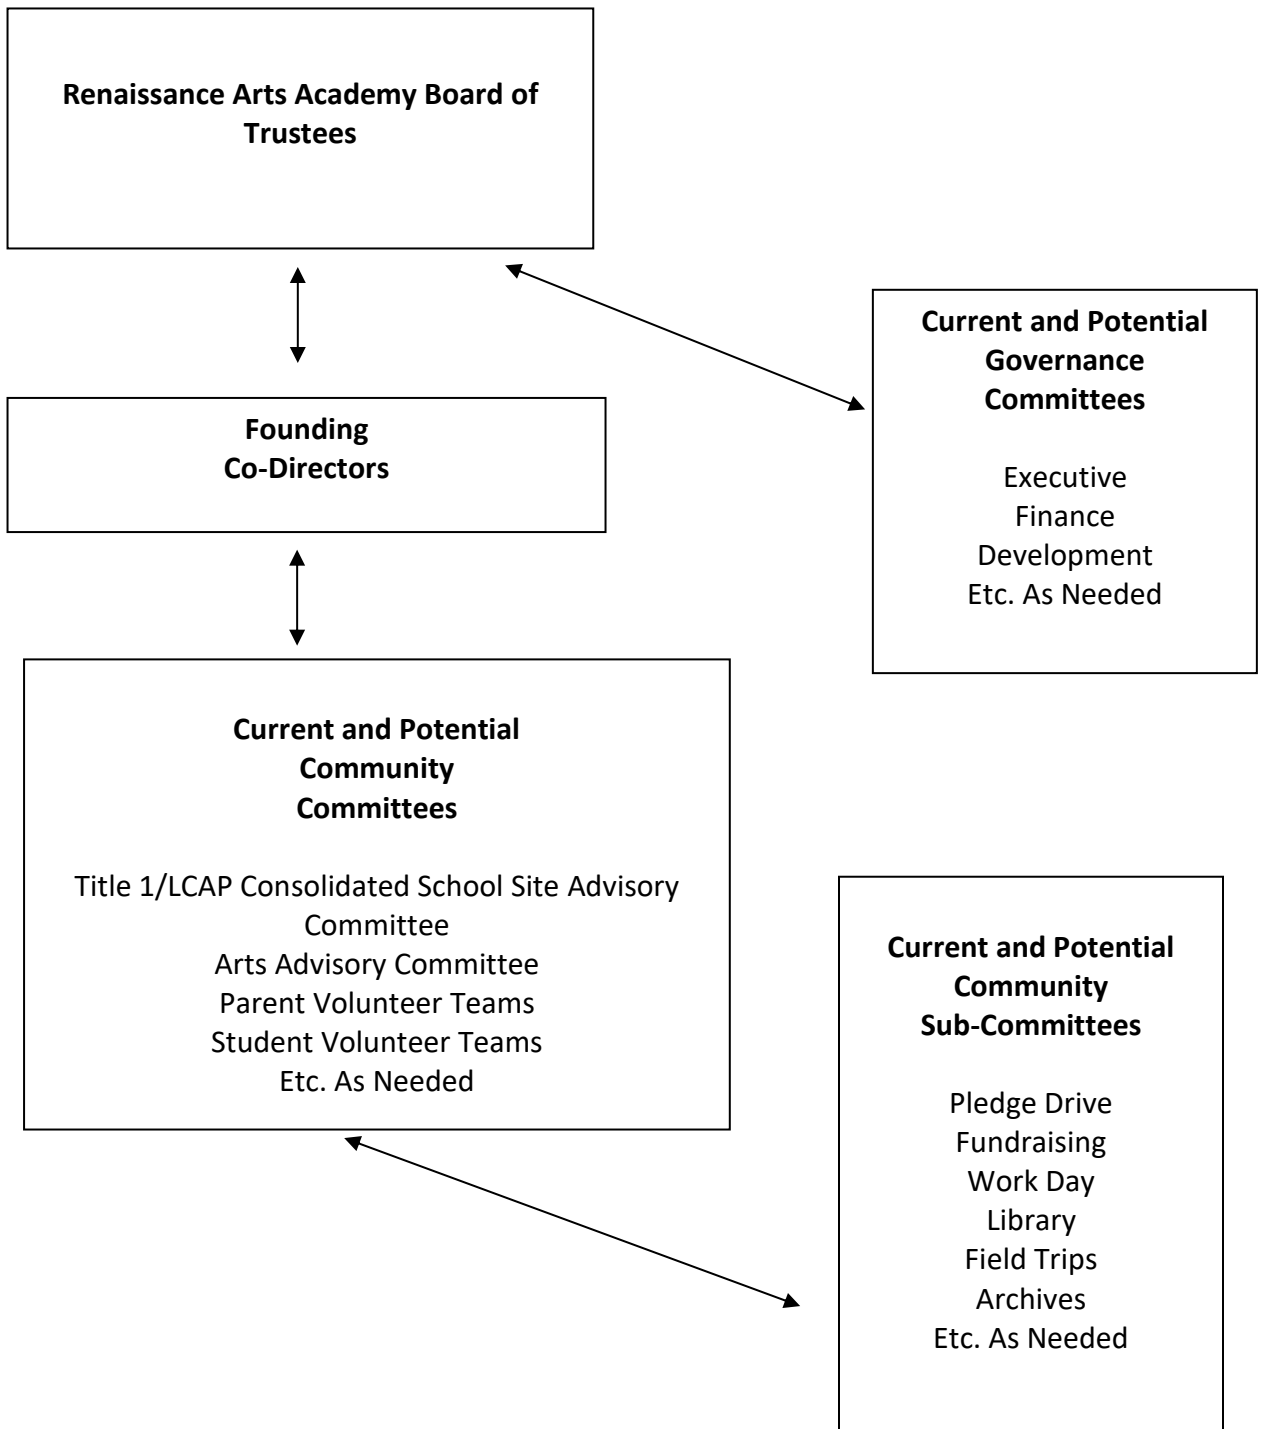 Renaissance Arts Academy Board of
Trustees
Current and Potential
Governance
Committees
Executive
Finance
Development
Etc. As Needed
Founding
Co-Directors
Current and Potential
Community
Committees
Title 1/LCAP Consolidated School Site Advisory
Committee
Arts Advisory Committee
Parent Volunteer Teams
Student Volunteer Teams
Etc. As Needed
Current and Potential
Community
Sub-Committees
Pledge Drive
Fundraising
Work Day
Library
Field Trips
Archives
Etc. As Needed